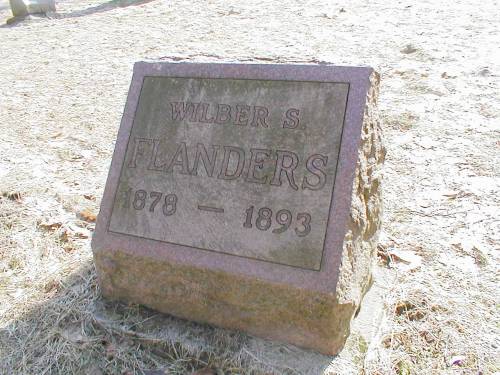 WILBER S.
FLANDERS
1878 — 1893